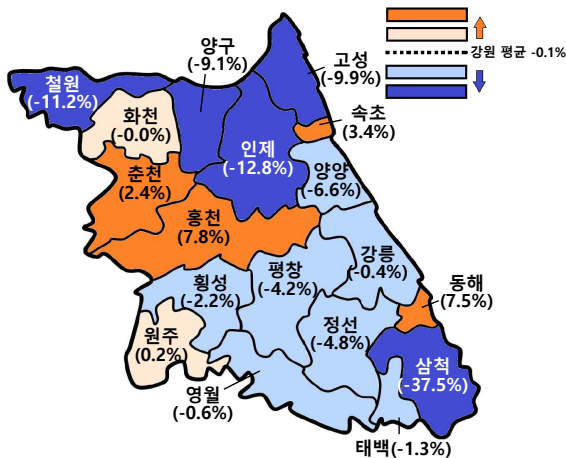 강원 평균 -0.1%
양구
(-9.1%)
고성
(-9.9%)
철원
(-11.2%)
화천
(-0.0%)
속초
(3.4%)
인제
(-12.8%)
양양
(-6.6%)
춘천
(2.4%)
홍천
(7.8%)
강릉
(-0.4%)
평창
(-4.2%)
횡성
(-2.2%)
동해
(7.5%)
정선
(-4.8%)
원주
(0.2%)
삼척
(-37.5%)
영월
(-0.6%)
태백(-1.3%)